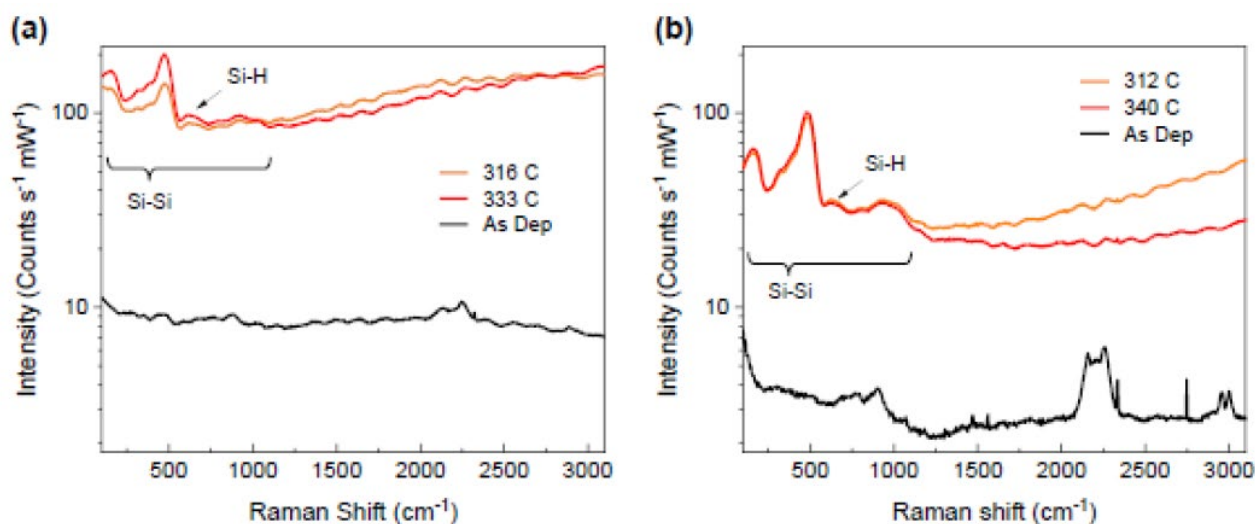 (a)
Intensity (Counts s⁻¹ mW⁻¹)
100
10
Si-H
Si-Si
316 C
333 C
As Dep
500 1000 1500 2000 2500 3000
Raman Shift (cm⁻¹)
(b)
Intensity (Counts s⁻¹ mW⁻¹)
100
10
312 C
340 C
As Dep
Si-H
Si-Si
500 1000 1500 2000 2500 3000
Raman shift (cm⁻¹)